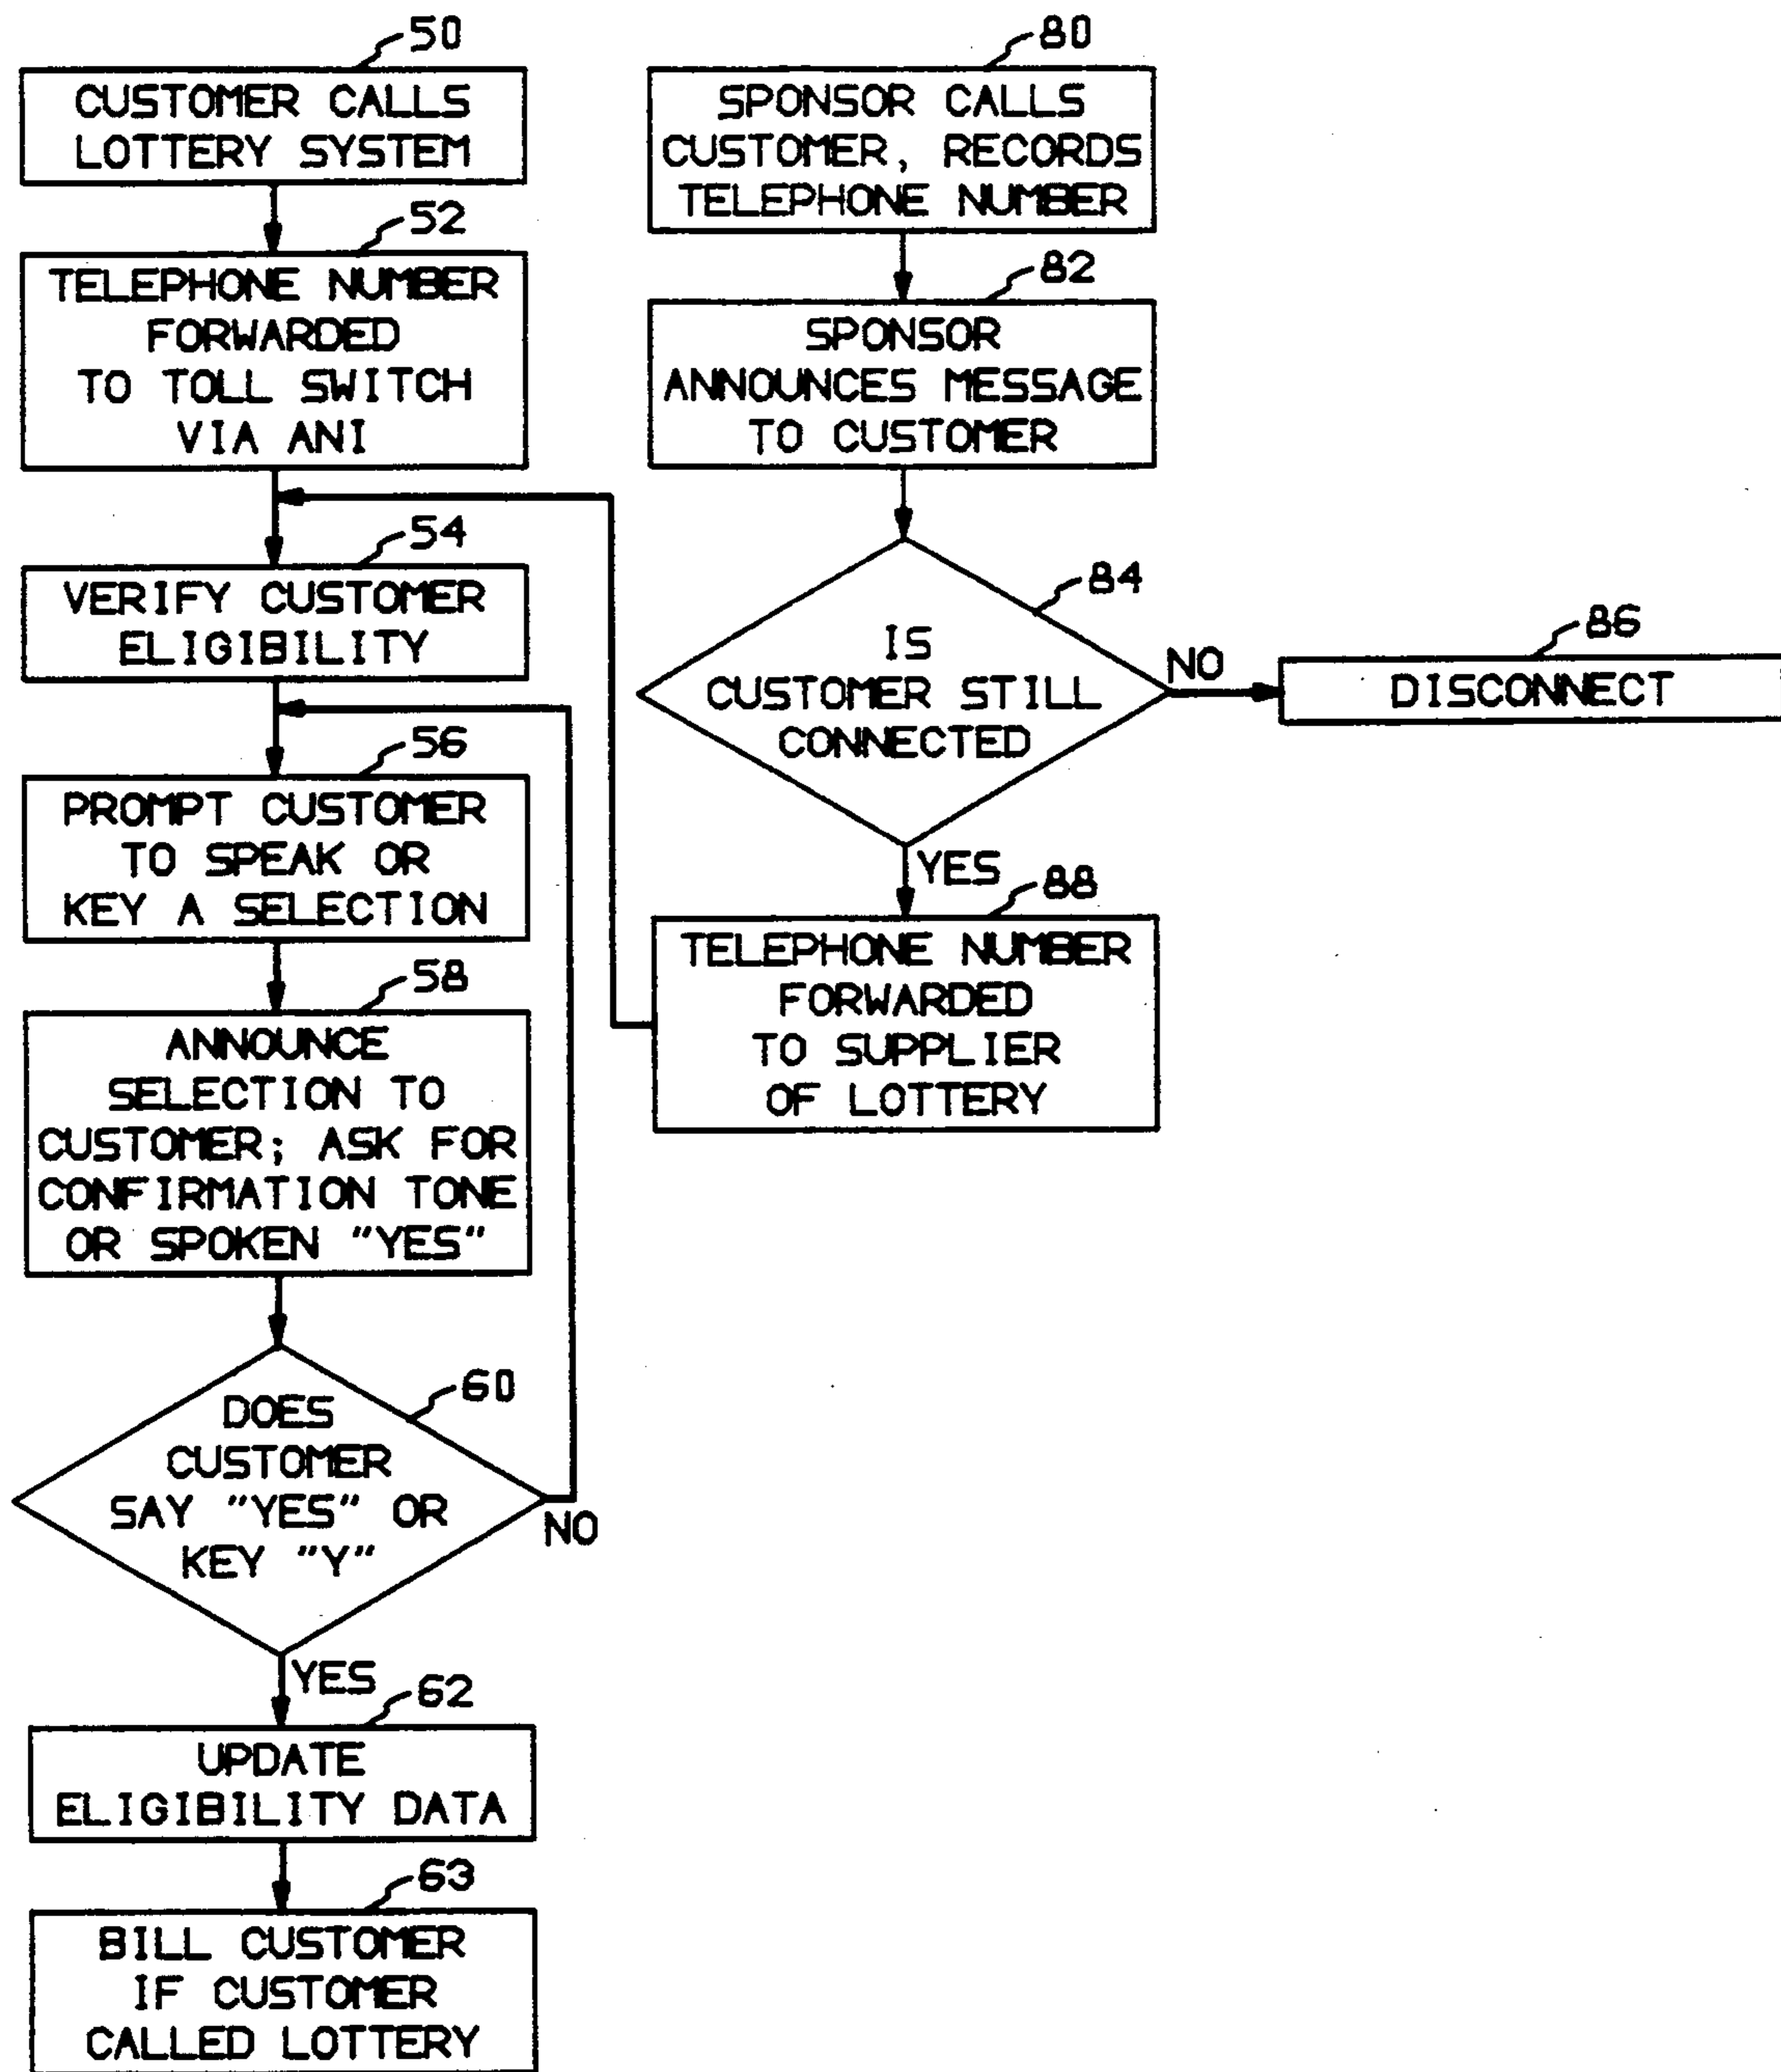 50
CUSTOMER CALLS
LOTTERY SYSTEM
52
TELEPHONE NUMBER
FORWARDED
TO TOLL SWITCH
VIA ANI
54
VERIFY CUSTOMER
ELIGIBILITY
56
PROMPT CUSTOMER
TO SPEAK OR
KEY A SELECTION
58
ANNOUNCE
SELECTION TO
CUSTOMER; ASK FOR
CONFIRMATION TONE
OR SPOKEN "YES"
60
DOES
CUSTOMER
SAY "YES" OR
KEY "Y"
NO
YES
62
UPDATE
ELIGIBILITY DATA
63
BILL CUSTOMER
IF CUSTOMER
CALLED LOTTERY
80
SPONSOR CALLS
CUSTOMER, RECORDS
TELEPHONE NUMBER
82
SPONSOR
ANNOUNCES MESSAGE
TO CUSTOMER
84
IS
CUSTOMER STILL
CONNECTED
NO
86
DISCONNECT
YES
88
TELEPHONE NUMBER
FORWARDED
TO SUPPLIER
OF LOTTERY